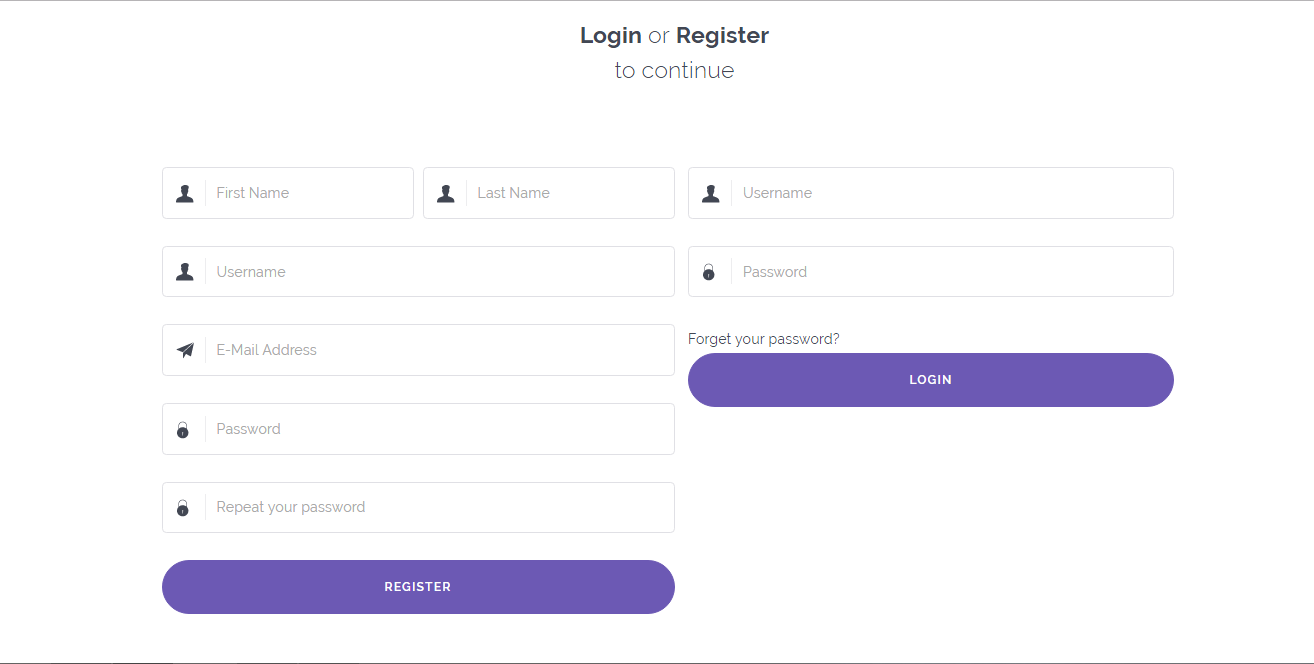 Login or Register
to continue
First Name
Last Name
Username
E-Mail Address
Password
Repeat your password
REGISTER
Username
Password
Forget your password?
LOGIN